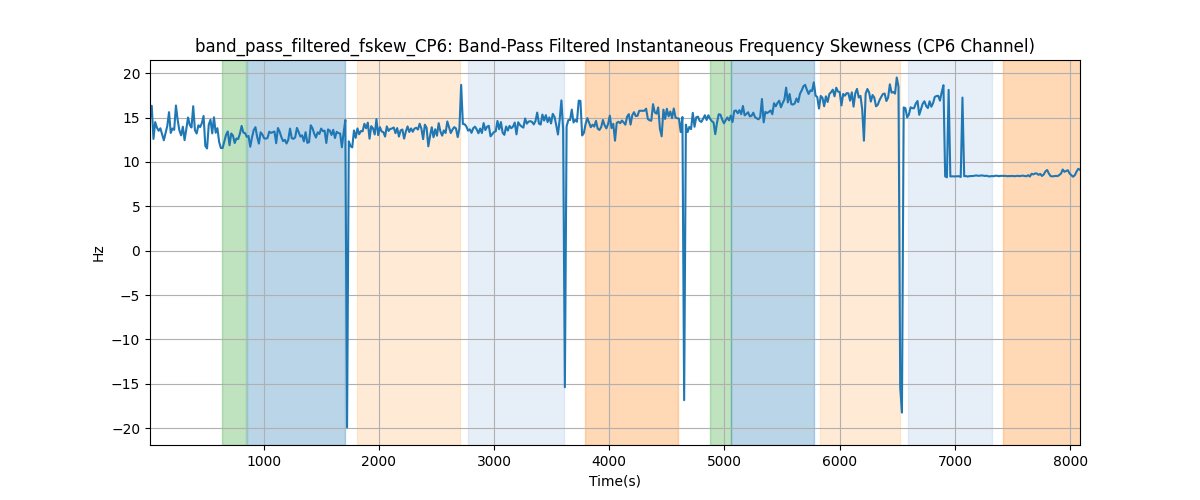 band_pass_filtered_fskew_CP6: Band-Pass Filtered Instantaneous Frequency Skewness (CP6 Channel)
20
15
10
5
0
−5
−10
−15
−20
Hz
1000 2000 3000 4000 5000 6000 7000 8000
Time(s)